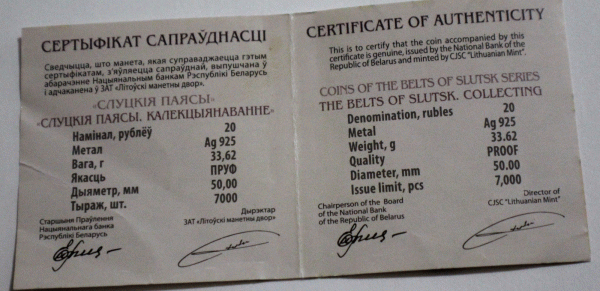 СЕРТЫФІКАТ САПРАЎДНАСЦІ
Сведчыцца, што манета, якая суправаджаецца гэтым
сертыфікатам, з'яўляецца сапраўднай, выпушчана ў
абарачэнне Нацыянальным банкам Рэспублікі Беларусь
і адчаканена ў ЗАТ «Літоўскі манетны двор».
«СЛУЦКІЯ ПАЯСЫ»
«СЛУЦКІЯ ПАЯСЫ. КАЛЕКЦЫЯНАВАННЕ»
Намінал, рублёў 20
Метал Ag 925
Вага, г 33,62
Якасць ПРУФ
Дыяметр, мм 50,00
Тыраж, шт. 7000
Старшыня Праўлення
Нацыянальнага банка
Рэспублікі Беларусь
Дырэктар
ЗАТ «Літоўскі манетны двор»
CERTIFICATE OF AUTHENTICITY
This is to certify that the coin accompanied by this
certificate is genuine, issued by the National Bank of the
Republic of Belarus and minted by CJSC "Lithuanian Mint".
COINS OF THE BELTS OF SLUTSK SERIES
THE BELTS OF SLUTSK. COLLECTING
Denomination, rubles 20
Metal Ag 925
Weight, g 33.62
Quality PROOF
Diameter, mm 50.00
Issue limit, pcs 7,000
Chairperson of the Board
of the National Bank
of the Republic of Belarus
Director of
CJSC "Lithuanian Mint"